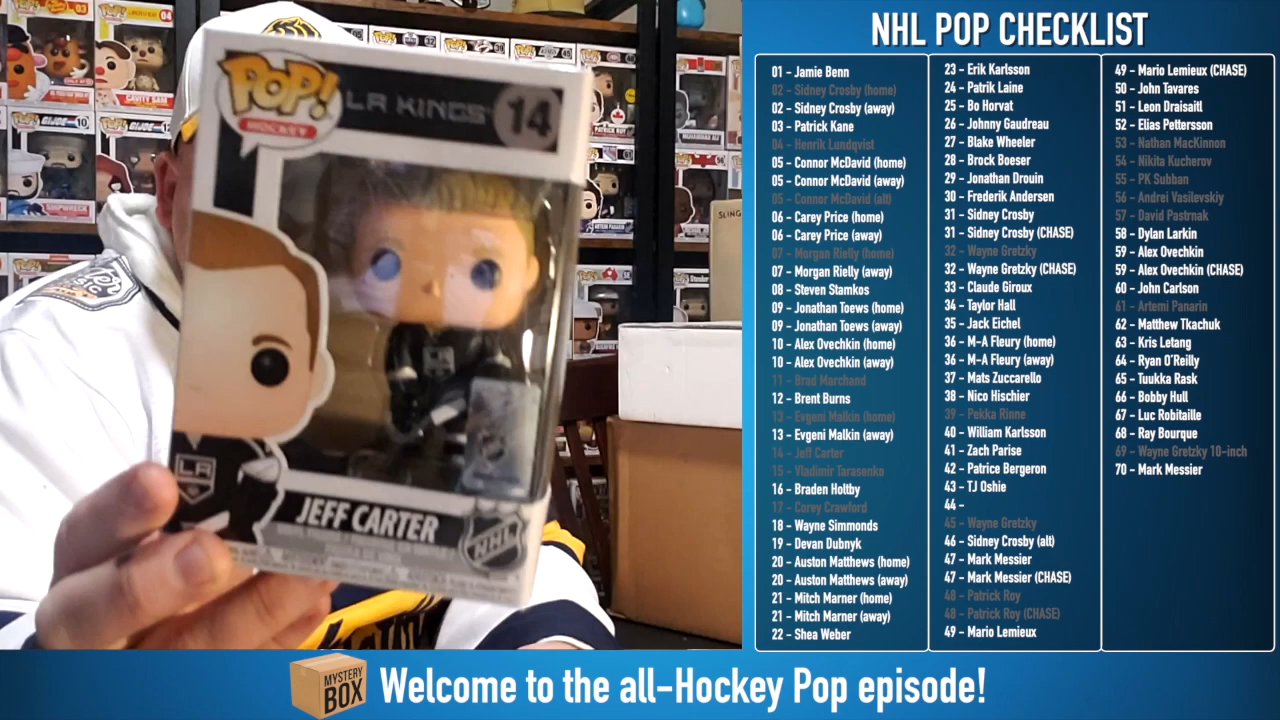 POP!
HOCKEY
LA KINGS
14
LA
JEFF CARTER
NHL
PATRICK ROY
CAVITY SAM
SHIPWRECK
ARTEMI PANARIN
SLING
NHL POP CHECKLIST
01 - Jamie Benn
02 - Sidney Crosby (home)
02 - Sidney Crosby (away)
03 - Patrick Kane
04 - Henrik Lundqvist
05 - Connor McDavid (home)
05 - Connor McDavid (away)
05 - Connor McDavid (alt)
06 - Carey Price (home)
06 - Carey Price (away)
07 - Morgan Rielly (home)
07 - Morgan Rielly (away)
08 - Steven Stamkos
09 - Jonathan Toews (home)
09 - Jonathan Toews (away)
10 - Alex Ovechkin (home)
10 - Alex Ovechkin (away)
11 - Brad Marchand
12 - Brent Burns
13 - Evgeni Malkin (home)
13 - Evgeni Malkin (away)
14 - Jeff Carter
15 - Vladimir Tarasenko
16 - Braden Holtby
17 - Corey Crawford
18 - Wayne Simmonds
19 - Devan Dubnyk
20 - Auston Matthews (home)
20 - Auston Matthews (away)
21 - Mitch Marner (home)
21 - Mitch Marner (away)
22 - Shea Weber
23 - Erik Karlsson
24 - Patrik Laine
25 - Bo Horvat
26 - Johnny Gaudreau
27 - Blake Wheeler
28 - Brock Boeser
29 - Jonathan Drouin
30 - Frederik Andersen
31 - Sidney Crosby
31 - Sidney Crosby (CHASE)
32 - Wayne Gretzky
32 - Wayne Gretzky (CHASE)
33 - Claude Giroux
34 - Taylor Hall
35 - Jack Eichel
36 - M-A Fleury (home)
36 - M-A Fleury (away)
37 - Mats Zuccarello
38 - Nico Hischier
39 - Pekka Rinne
40 - William Karlsson
41 - Zach Parise
42 - Patrice Bergeron
43 - TJ Oshie
44 -
45 - Wayne Gretzky
46 - Sidney Crosby (alt)
47 - Mark Messier
47 - Mark Messier (CHASE)
48 - Patrick Roy
48 - Patrick Roy (CHASE)
49 - Mario Lemieux
49 - Mario Lemieux (CHASE)
50 - John Tavares
51 - Leon Draisaitl
52 - Elias Pettersson
53 - Nathan MacKinnon
54 - Nikita Kucherov
55 - PK Subban
56 - Andrei Vasilevskiy
57 - David Pastrnak
58 - Dylan Larkin
59 - Alex Ovechkin
59 - Alex Ovechkin (CHASE)
60 - John Carlson
61 - Artemi Panarin
62 - Matthew Tkachuk
63 - Kris Letang
64 - Ryan O'Reilly
65 - Tuukka Rask
66 - Bobby Hull
67 - Luc Robitaille
68 - Ray Bourque
69 - Wayne Gretzky 10-inch
70 - Mark Messier
MYSTERY
BOX
Welcome to the all-Hockey Pop episode!